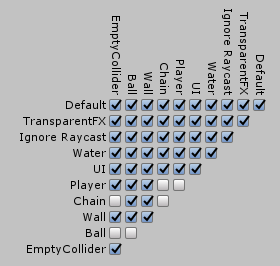 EmptyCollider
Ball
Wall
Chain
Player
UI
Water
Ignore Raycast
TransparentFX
Default
Default
TransparentFX
Ignore Raycast
Water
UI
Player
Chain
Wall
Ball
EmptyCollider